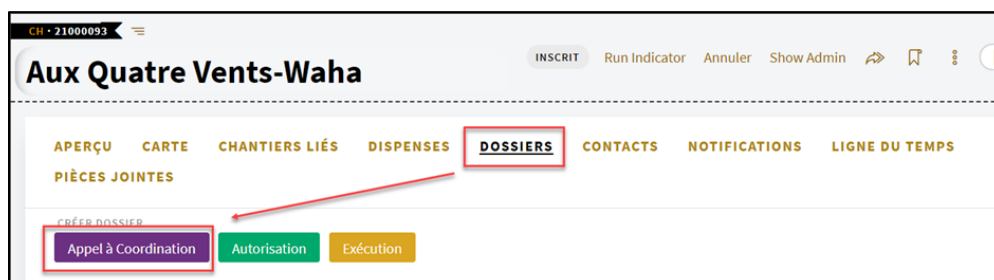 CH · 21000093
Aux Quatre Vents-Waha
INSCRIT Run Indicator Annuler Show Admin
APERÇU CARTE CHANTIERS LIÉS DISPENSES DOSSIERS CONTACTS NOTIFICATIONS LIGNE DU TEMPS
PIÈCES JOINTES
CRÉER DOSSIER
Appel à Coordination Autorisation Exécution